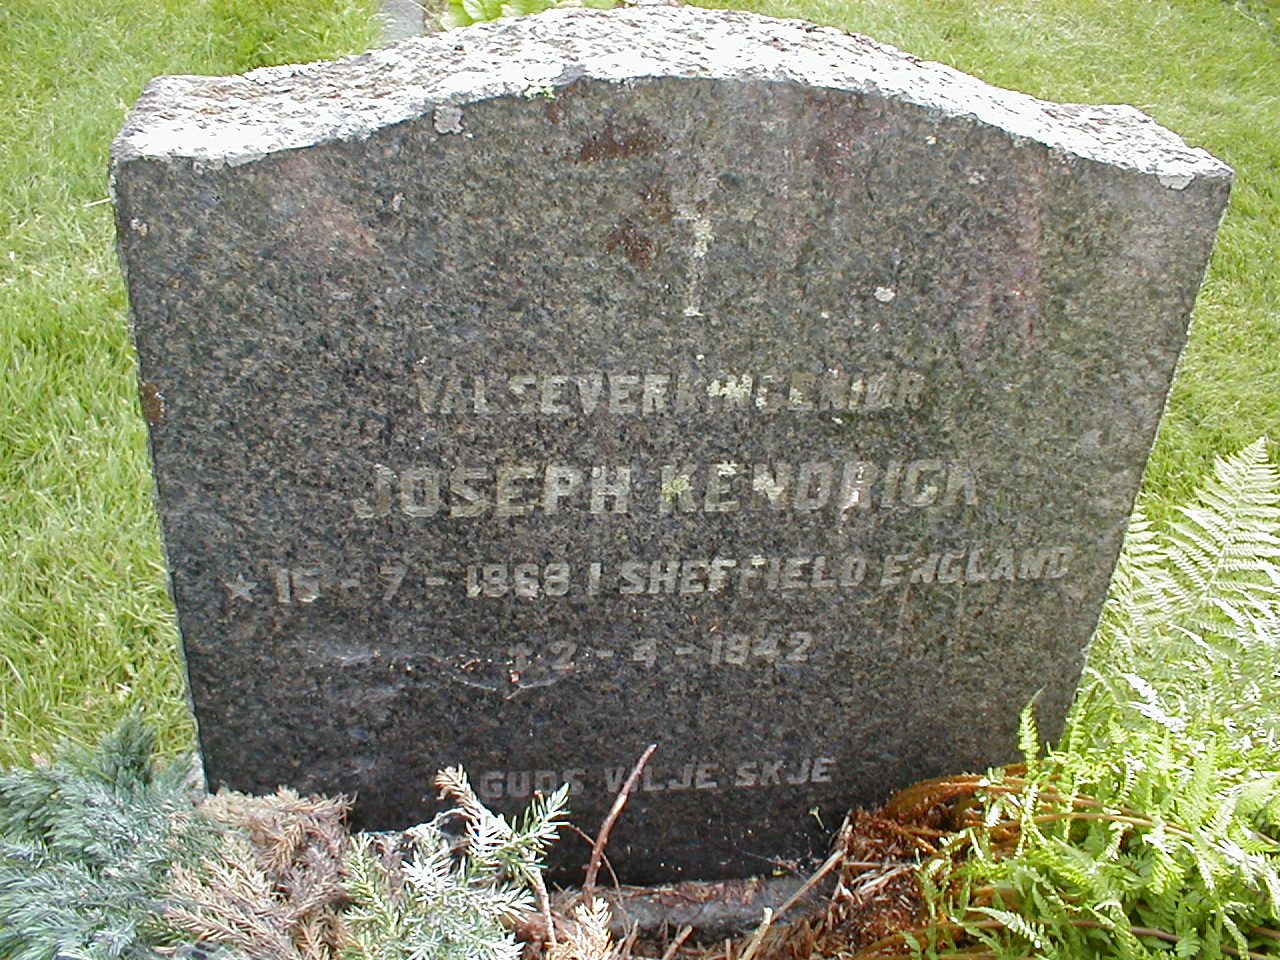 VALSEVERKINGENIØR
JOSEPH KENDRICK
* 15 - 7 - 1868 I SHEFFIELD ENGLAND
† 2 - 4 - 1942
GUDS VILJE SKJE